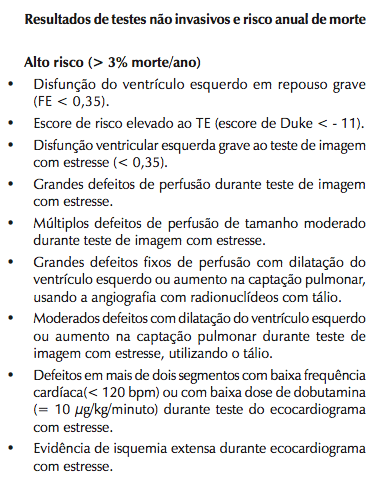 Resultados de testes não invasivos e risco anual de morte
Alto risco (> 3% morte/ano)
• Disfunção do ventrículo esquerdo em repouso grave
(FE < 0,35).
• Escore de risco elevado ao TE (escore de Duke < - 11).
• Disfunção ventricular esquerda grave ao teste de imagem
com estresse (< 0,35).
• Grandes defeitos de perfusão durante teste de imagem
com estresse.
• Múltiplos defeitos de perfusão de tamanho moderado
durante teste de imagem com estresse.
• Grandes defeitos fixos de perfusão com dilatação do
ventrículo esquerdo ou aumento na captação pulmonar,
usando a angiografia com radionuclídeos com tálio.
• Moderados defeitos com dilatação do ventrículo esquerdo
ou aumento na captação pulmonar durante teste de
imagem com estresse, utilizando o tálio.
• Defeitos em mais de dois segmentos com baixa frequência
cardíaca(< 120 bpm) ou com baixa dose de dobutamina
(= 10 µg/kg/minuto) durante teste do ecocardiograma
com estresse.
• Evidência de isquemia extensa durante ecocardiograma
com estresse.